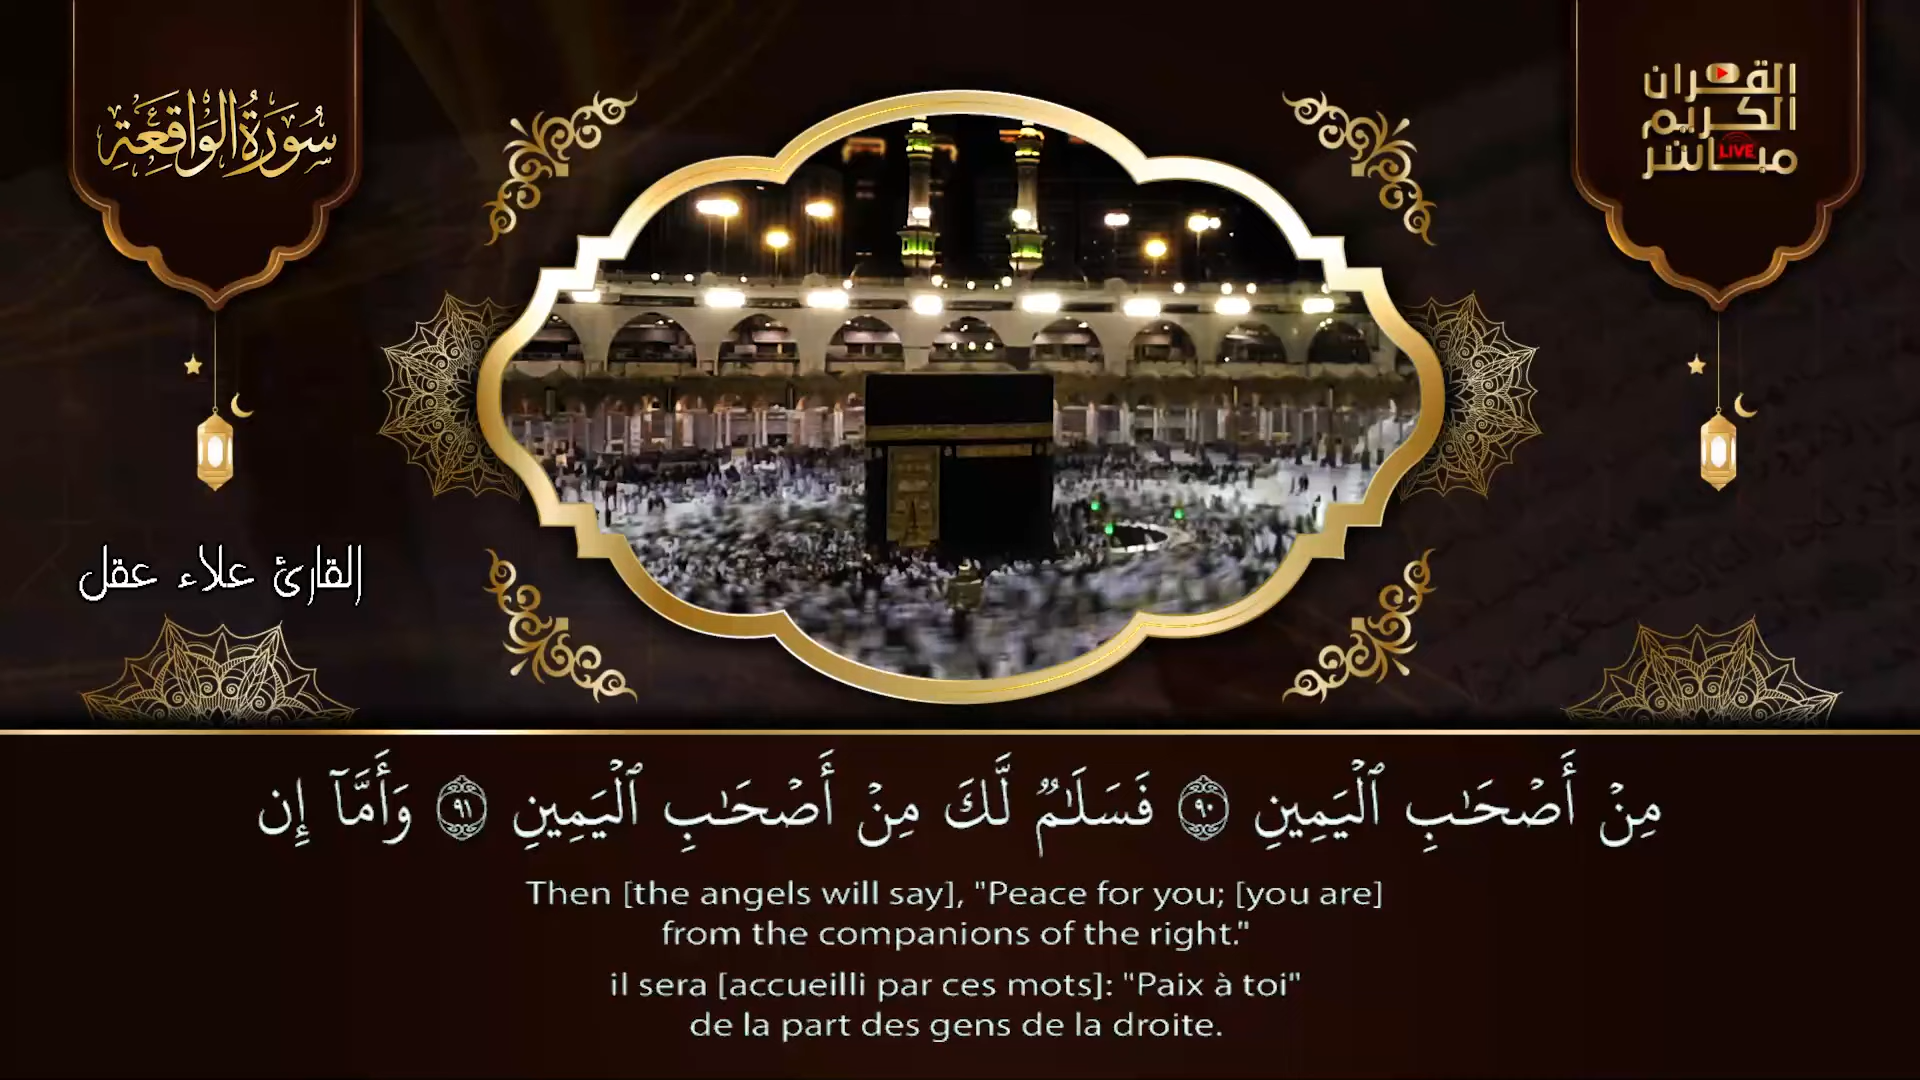 سُورَةُ الوَاقِعَةِ
القرآن
الكريم
مباشر
LIVE
القارئ علاء عقل
مِنْ أَصْحَٰبِ ٱلْيَمِينِ ٩٠ فَسَلَٰمٌ لَّكَ مِنْ أَصْحَٰبِ ٱلْيَمِينِ ٩١ وَأَمَّآ إِن
Then [the angels will say], "Peace for you; [you are]
from the companions of the right."
il sera [accueilli par ces mots]: "Paix à toi"
de la part des gens de la droite.